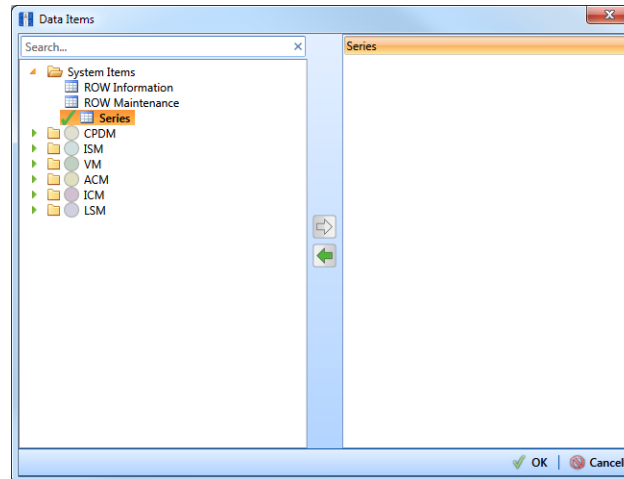 Data Items
Search...
Series
System Items
ROW Information
ROW Maintenance
Series
CPDM
ISM
VM
ACM
ICM
LSM
OK
Cancel